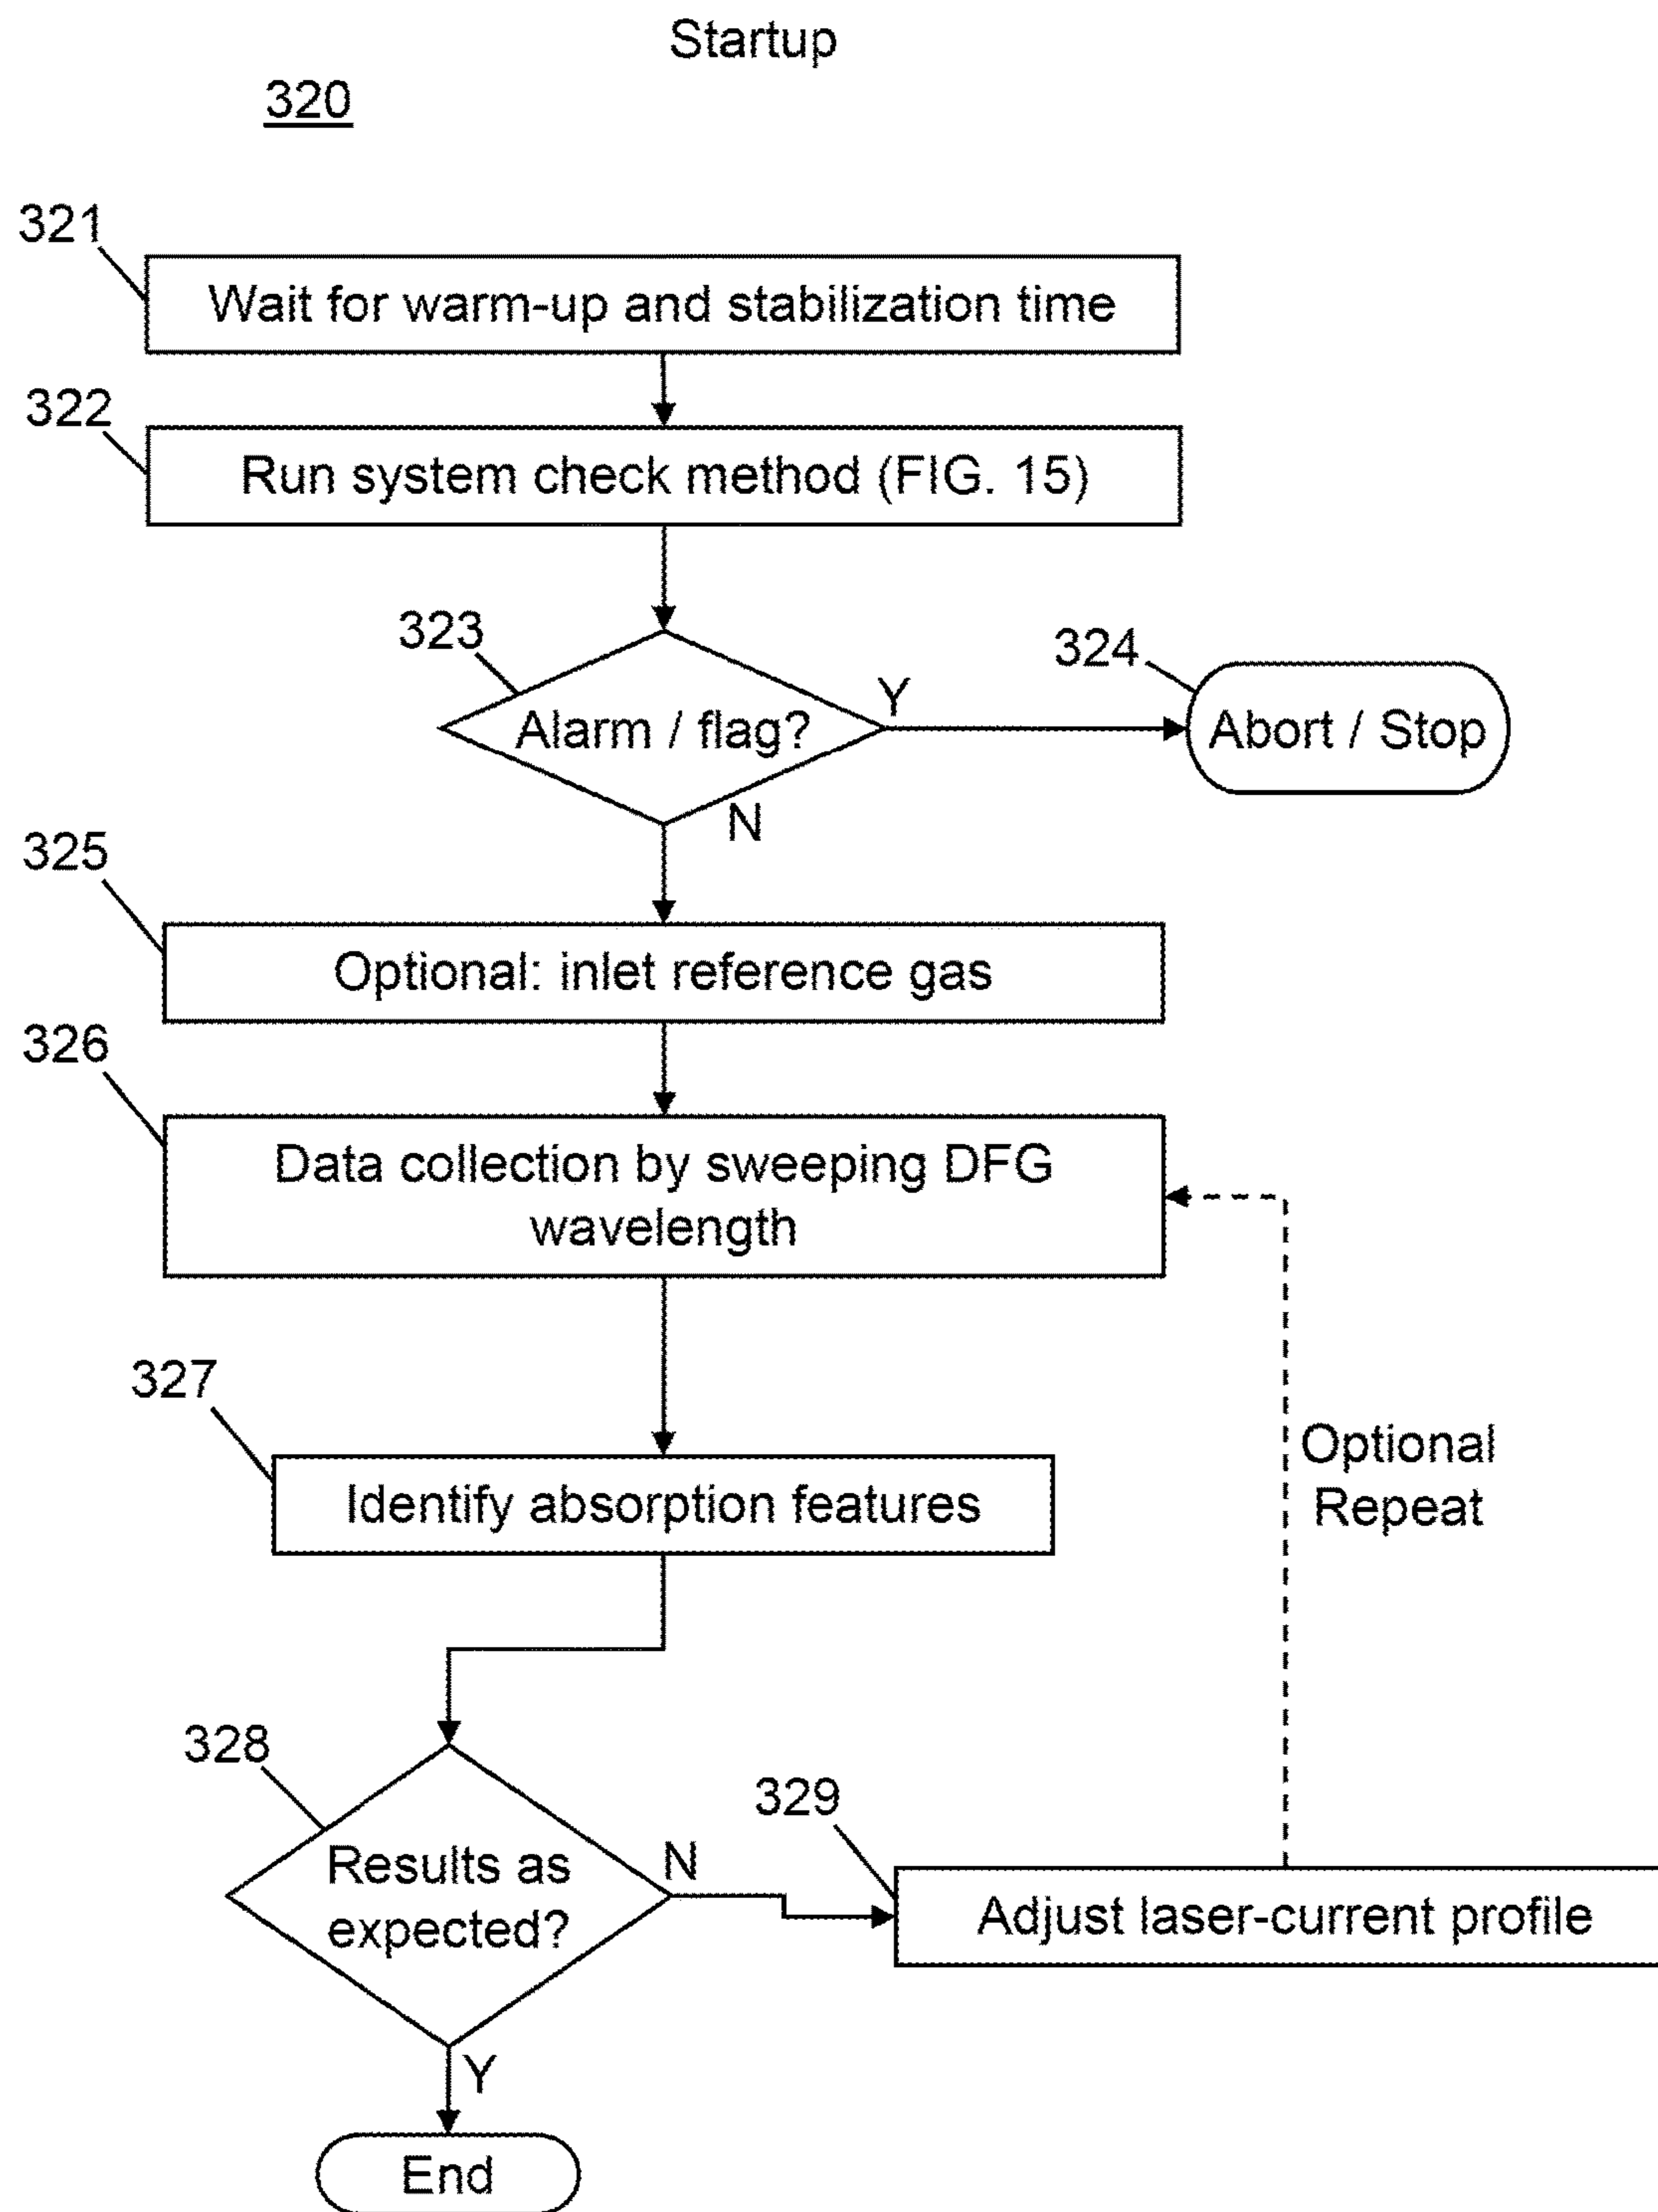 Startup
320
321
Wait for warm-up and stabilization time
322
Run system check method (FIG. 15)
323
Alarm / flag?
Y
324
Abort / Stop
N
325
Optional: inlet reference gas
326
Data collection by sweeping DFG
wavelength
327
Identify absorption features
Optional
Repeat
328
Results as
expected?
N
329
Adjust laser-current profile
Y
End